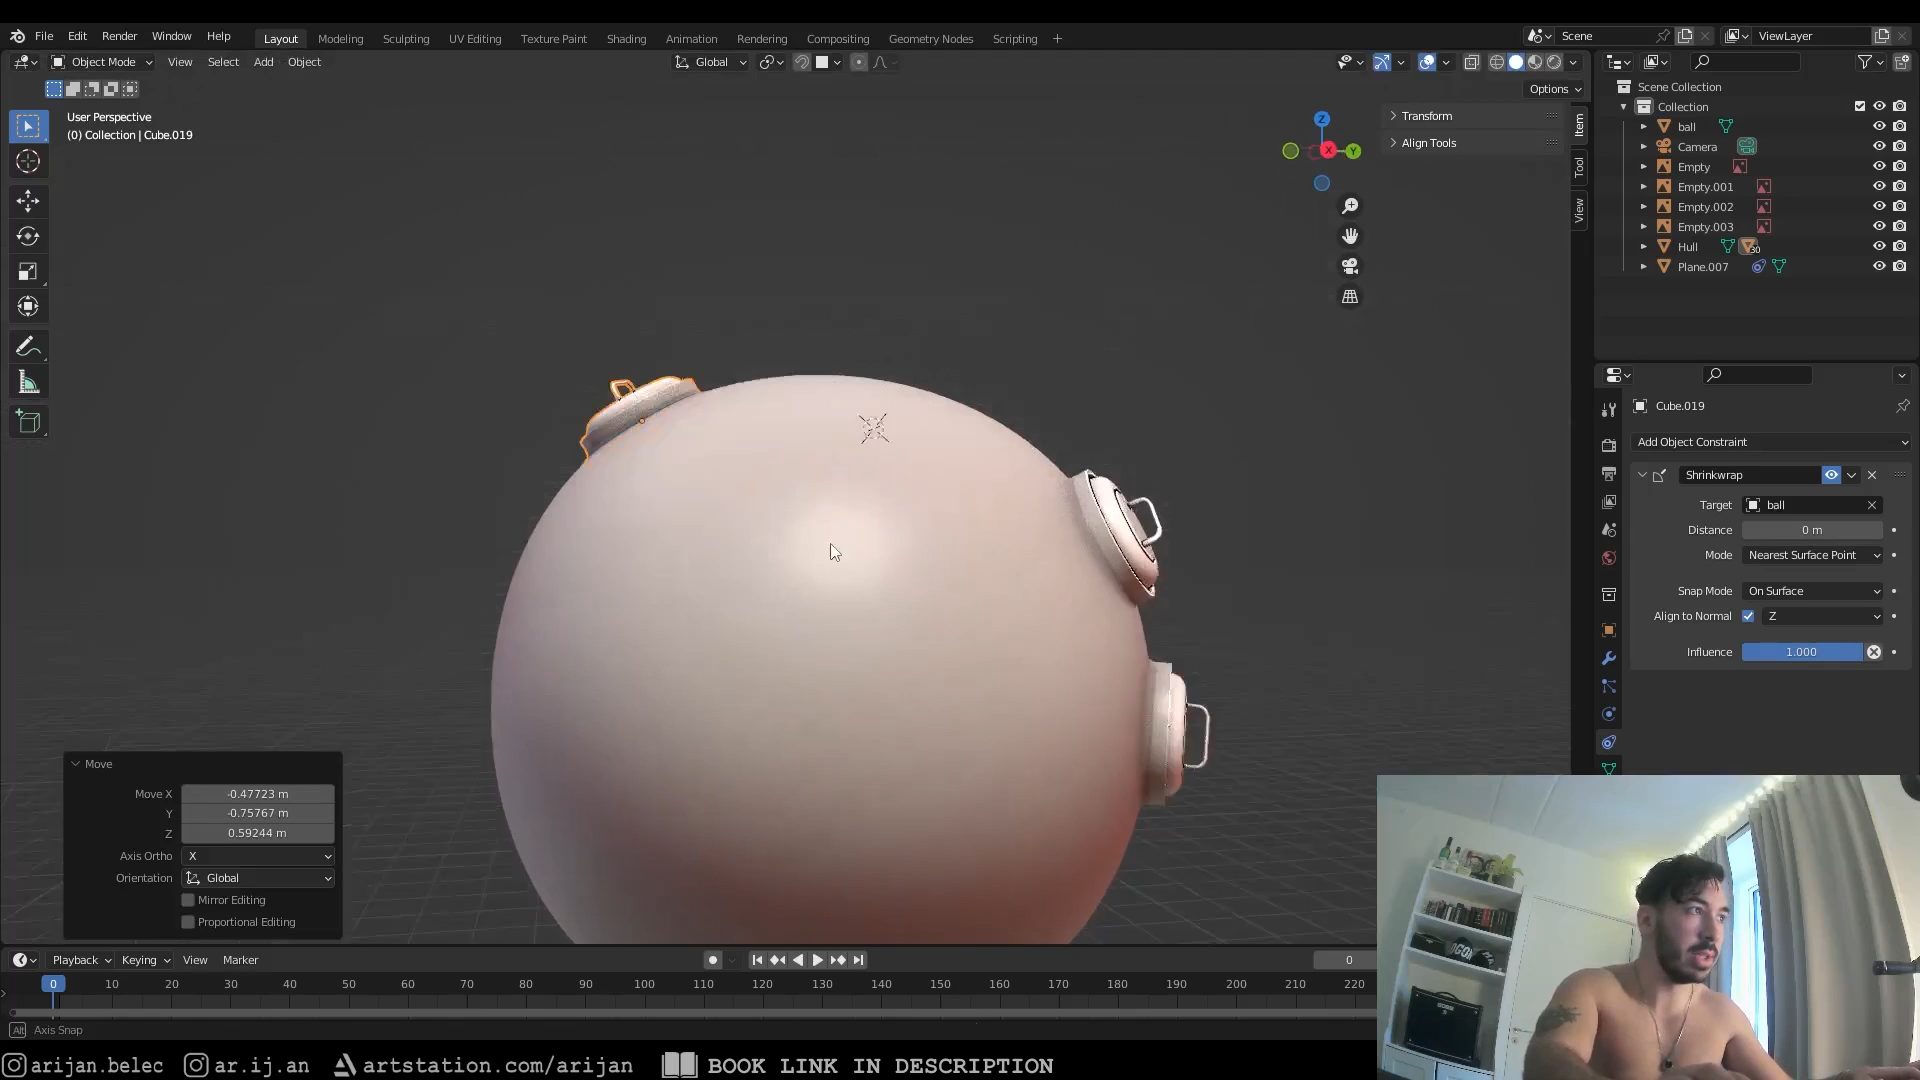 File Edit Render Window Help Layout Modeling Sculpting UV Editing Texture Paint Shading Animation Rendering Compositing Geometry Nodes Scripting + Scene ViewLayer
Object Mode View Select Add Object Global
Options
User Perspective
(0) Collection | Cube.019
Z
X
Y
Transform
Align Tools
Item
Tool
View
Scene Collection
Collection
ball
Camera
Empty
Empty.001
Empty.002
Empty.003
Hull 30
Plane.007
Cube.019
Add Object Constraint
Shrinkwrap
Target ball
Distance 0 m
Mode Nearest Surface Point
Snap Mode On Surface
Align to Normal Z
Influence 1.000
Move
Move X -0.47723 m
Y -0.75767 m
Z 0.59244 m
Axis Ortho X
Orientation Global
Mirror Editing
Proportional Editing
Playback Keying View Marker 0
0 10 20 30 40 50 60 70 80 90 100 110 120 130 140 150 160 170 180 190 200 210 220
Alt Axis Snap
arijan.belec ar.ij.an artstation.com/arijan BOOK LINK IN DESCRIPTION